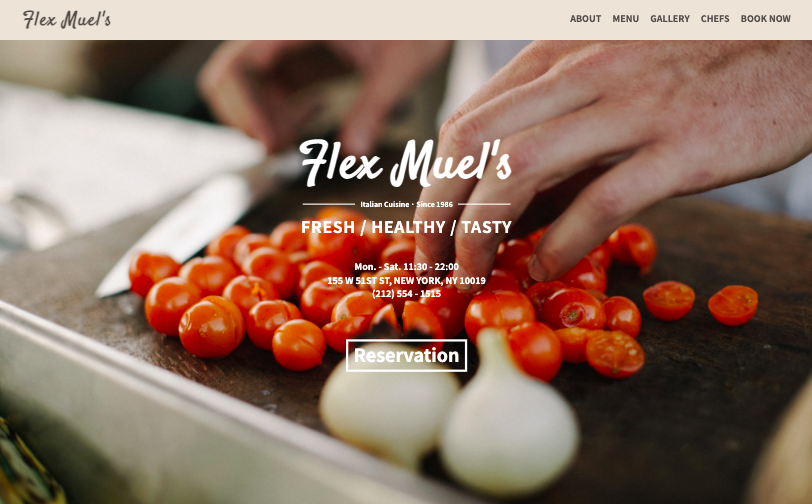 Flex Muel's
ABOUT MENU GALLERY CHEFS BOOK NOW
Flex Muel's
Italian Cuisine · Since 1986
FRESH / HEALTHY / TASTY
Mon. - Sat. 11:30 - 22:00
155 W 51ST ST, NEW YORK, NY 10019
(212) 554 - 1515
Reservation